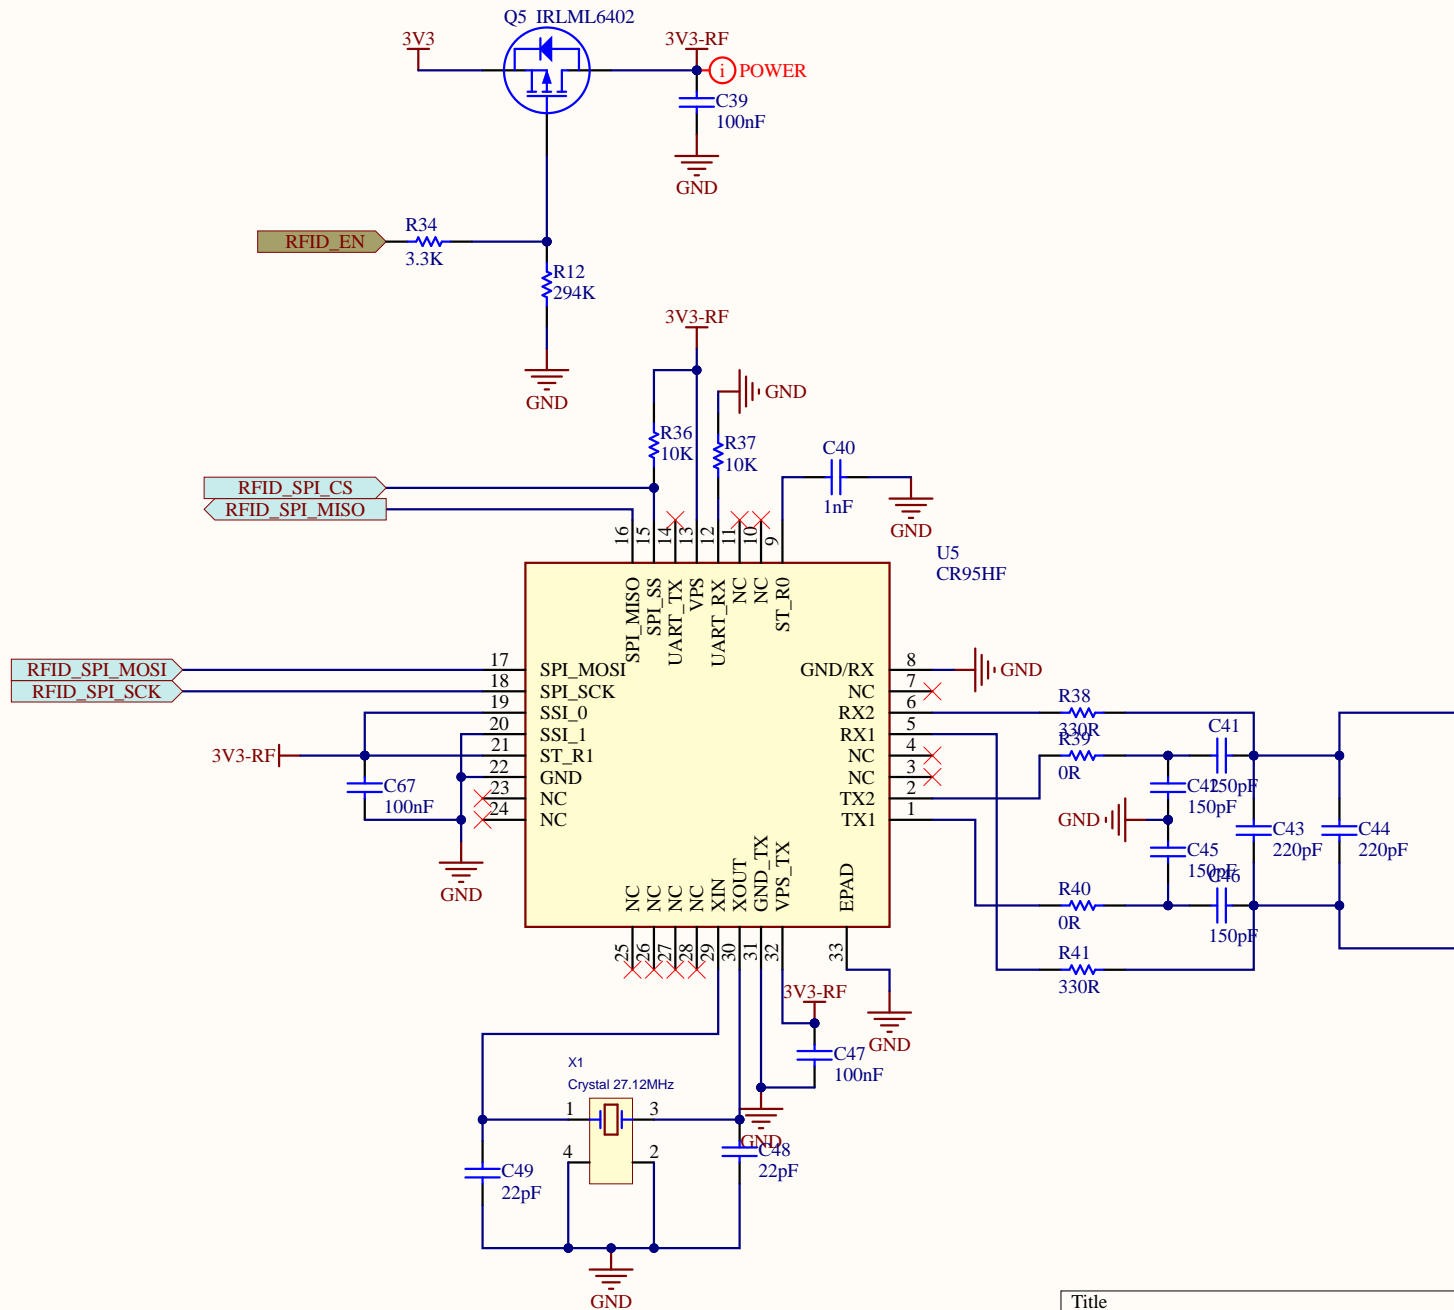 Q5 IRLML6402
3V3
3V3-RF
i POWER
C39
100nF
GND
RFID_EN
R34
3.3K
R12
294K
GND
3V3-RF
GND
R36
10K
R37
10K
C40
1nF
GND
RFID_SPI_CS
RFID_SPI_MISO
16
15
14
13
12
11
10
9
U5
CR95HF
SPI_MISO
SPI_SS
UART_TX
VPS
UART_RX
NC
NC
ST_R0
RFID_SPI_MOSI
RFID_SPI_SCK
17 SPI_MOSI
18 SPI_SCK
19 SSI_0
20 SSI_1
21 ST_R1
22 GND
23 NC
24 NC
3V3-RF
C67
100nF
GND
GND/RX 8
NC 7
RX2 6
RX1 5
NC 4
NC 3
TX2 2
TX1 1
GND
R38
330R
R39
0R
C41
150pF
C42
150pF
GND
C43
220pF
C44
220pF
C45
150pF
C46
150pF
R40
0R
R41
330R
NC
NC
NC
NC
XIN
XOUT
GND_TX
VPS_TX
EPAD
25
26
27
28
29
30
31
32
33
3V3-RF
GND
C47
100nF
GND
X1
Crystal 27.12MHz
1
3
4
2
C49
22pF
C48
22pF
GND
Title